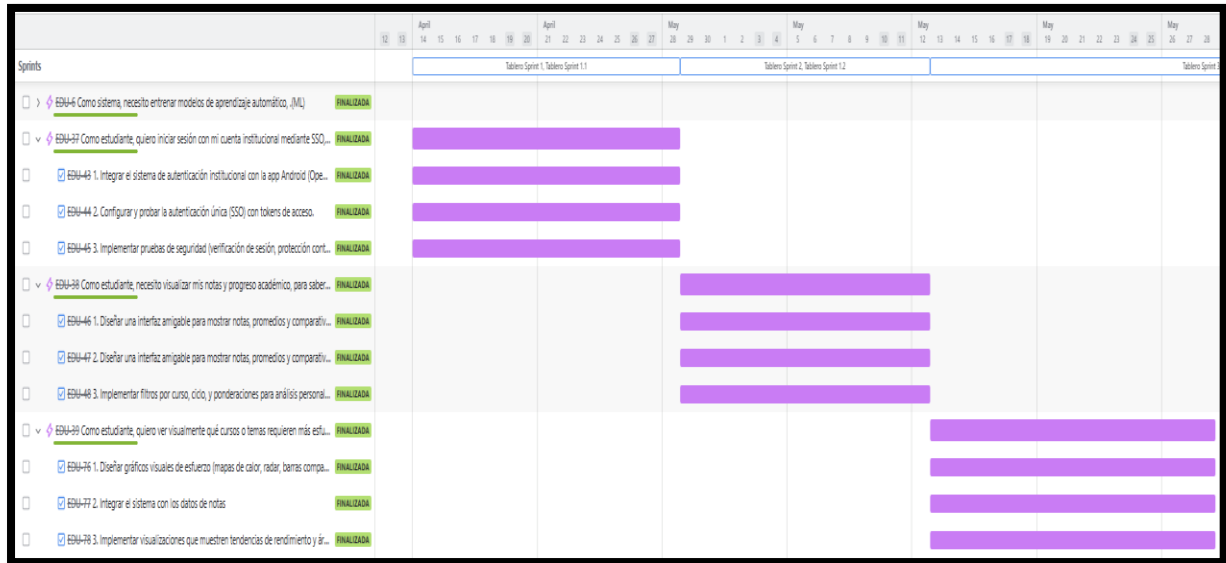 April April May May May May May
12 13 14 15 16 17 18 19 20 21 22 23 24 25 26 27 28 29 30 1 2 3 4 5 6 7 8 9 10 11 12 13 14 15 16 17 18 19 20 21 22 23 24 25 26 27 28
Sprints Tablero Sprint 1, Tablero Sprint 1.1 Tablero Sprint 2, Tablero Sprint 1.2 Tablero Sprint 3
EDU-6 Como sistema, necesito entrenar modelos de aprendizaje automático, .(ML) FINALIZADA
EDU-37 Como estudiante, quiero iniciar sesión con mi cuenta institucional mediante SSO,... FINALIZADA
EDU-43 1. Integrar el sistema de autenticación institucional con la app Android (Ope... FINALIZADA
EDU-44 2. Configurar y probar la autenticación única (SSO) con tokens de acceso. FINALIZADA
EDU-45 3. Implementar pruebas de seguridad (verificación de sesión, protección cont... FINALIZADA
EDU-38 Como estudiante, necesito visualizar mis notas y progreso académico, para saber... FINALIZADA
EDU-46 1. Diseñar una interfaz amigable para mostrar notas, promedios y comparativ... FINALIZADA
EDU-47 2. Diseñar una interfaz amigable para mostrar notas, promedios y comparativ... FINALIZADA
EDU-48 3. Implementar filtros por curso, ciclo, y ponderaciones para análisis personal... FINALIZADA
EDU-39 Como estudiante, quiero ver visualmente qué cursos o temas requieren más esfu... FINALIZADA
EDU-76 1. Diseñar gráficos visuales de esfuerzo (mapas de calor, radar, barras compa... FINALIZADA
EDU-77 2. Integrar el sistema con los datos de notas FINALIZADA
EDU-78 3. Implementar visualizaciones que muestren tendencias de rendimiento y ár... FINALIZADA